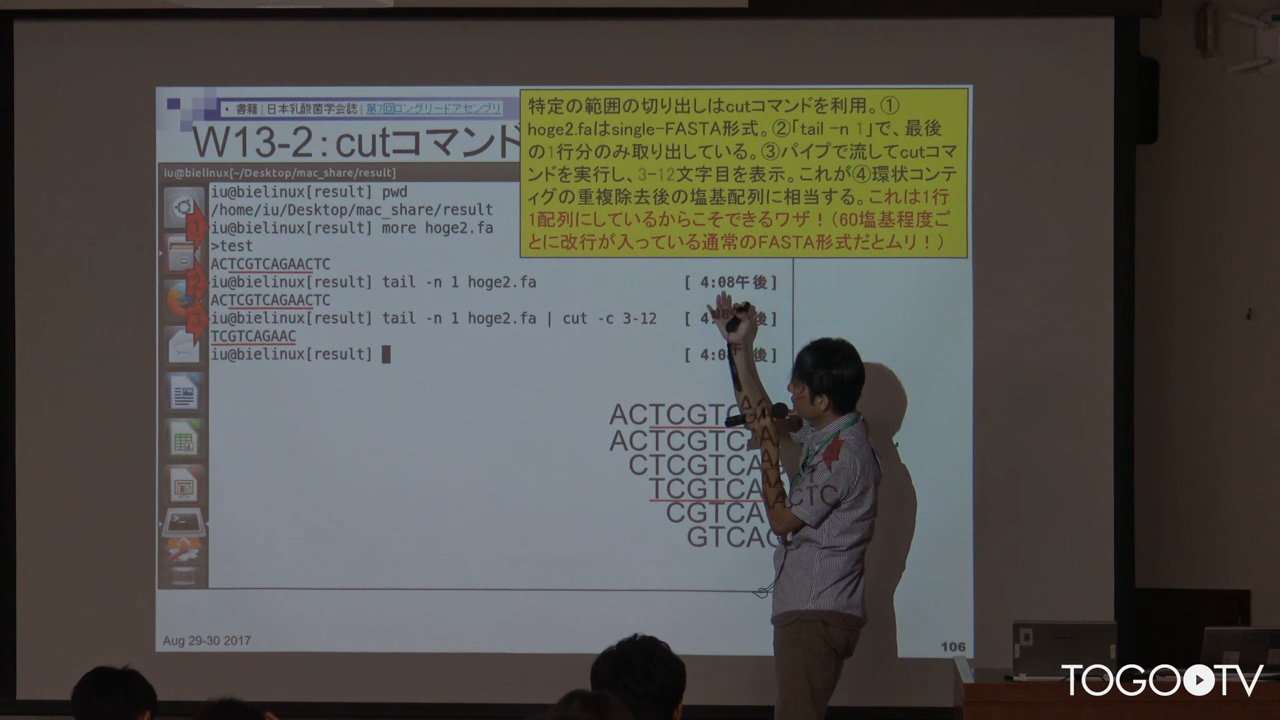 • 書籍 | 日本乳酸菌学会誌 | 第7回ロングリードアセンブリ
W13-2：cutコマンド
特定の範囲の切り出しはcutコマンドを利用。①
hoge2.faはsingle-FASTA形式。②「tail -n 1」で、最後
の1行分のみ取り出している。③パイプで流してcutコマ
ンドを実行し、3-12文字目を表示。これが④環状コンテ
ィグの重複除去後の塩基配列に相当する。これは1行
1配列にしているからこそできるワザ！（60塩基程度ご
とに改行が入っている通常のFASTA形式だとムリ！）
iu@bielinux[~/Desktop/mac_share/result]
iu@bielinux[result] pwd
/home/iu/Desktop/mac_share/result
iu@bielinux[result] more hoge2.fa
>test
ACTCGTCAGAACTC
iu@bielinux[result] tail -n 1 hoge2.fa [ 4:08午後]
ACTCGTCAGAACTC
iu@bielinux[result] tail -n 1 hoge2.fa | cut -c 3-12 [ 後]
TCGTCAGAAC
iu@bielinux[result] [ 4:0 後]
1
2
3
ACTCGTC
ACTCGTC
CTCGTCA
TCGTCA
CGTCA
GTCAG
Aug 29-30 2017
106
TOGOTV